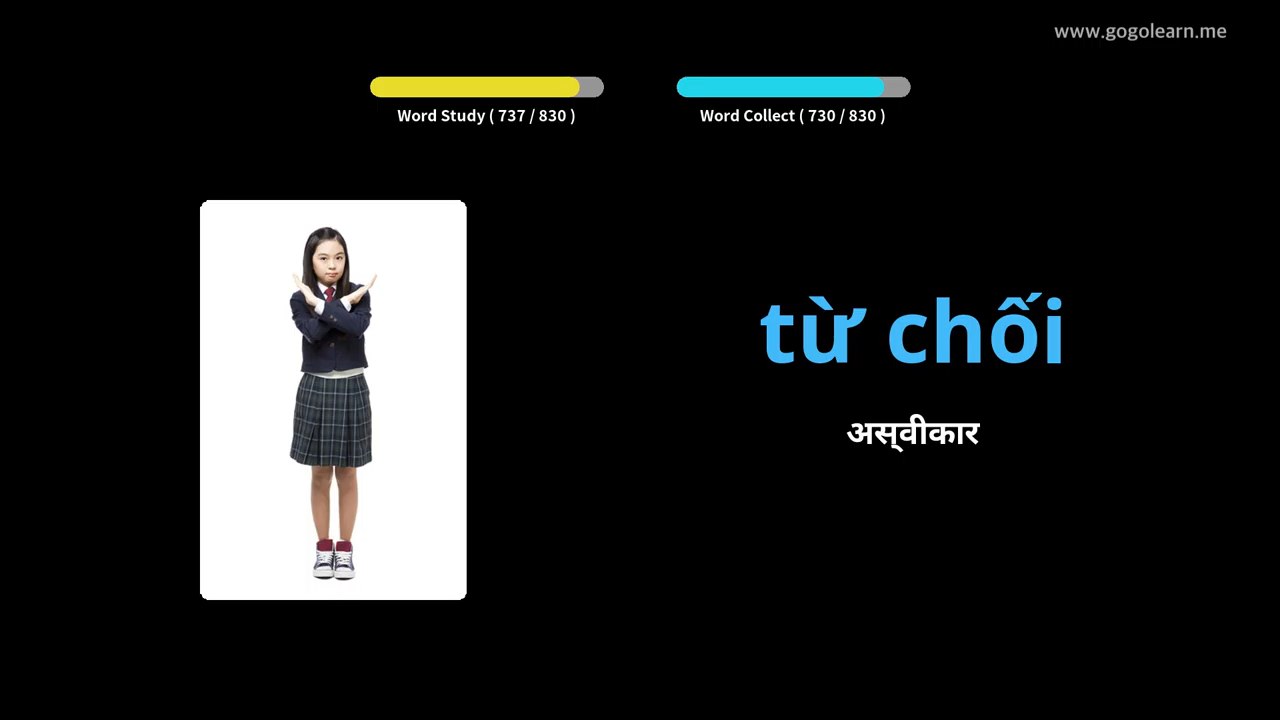 www.gogolearn.me
Word Study ( 737 / 830 )
Word Collect ( 730 / 830 )
từ chối
अस्वीकार